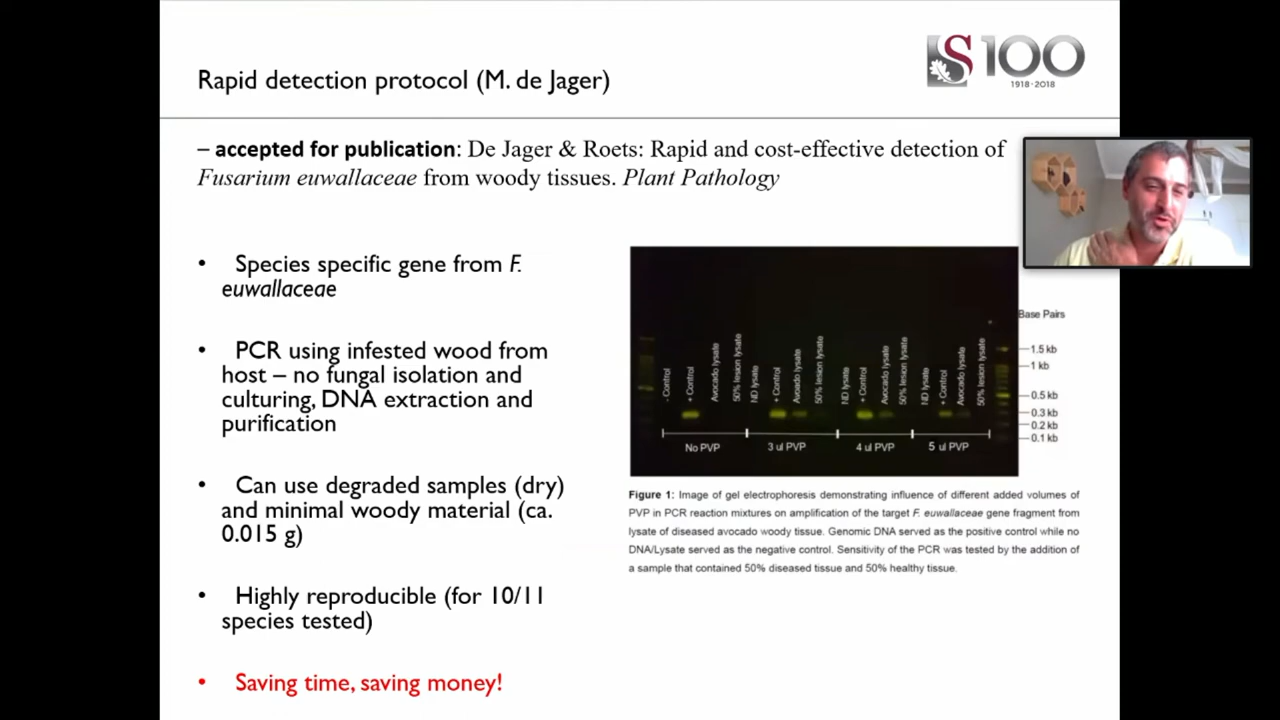 S 100
1918·2018
Rapid detection protocol (M. de Jager)
– accepted for publication: De Jager & Roets: Rapid and cost-effective detection of
Fusarium euwallaceae from woody tissues. Plant Pathology
• Species specific gene from F.
euwallaceae
• PCR using infested wood from
host – no fungal isolation and
culturing, DNA extraction and
purification
• Can use degraded samples (dry)
and minimal woody material (ca.
0.015 g)
• Highly reproducible (for 10/11
species tested)
• Saving time, saving money!
- Control
+ Control
Avocado lysate
50% lesion lysate
ND lysate
+ Control
Avocado lysate
50% lesion lysate
ND lysate
+ Control
Avocado lysate
50% lesion lysate
ND lysate
+ Control
Avocado lysate
50% lesion lysate
No PVP
3 ul PVP
4 ul PVP
5 ul PVP
Base Pairs
1.5 kb
1 kb
0.5 kb
0.3 kb
0.2 kb
0.1 kb
Figure 1: Image of gel electrophoresis demonstrating influence of different added volumes of
PVP in PCR reaction mixtures on amplification of the target F. euwallaceae gene fragment from
lysate of diseased avocado woody tissue. Genomic DNA served as the positive control while no
DNA/Lysate served as the negative control. Sensitivity of the PCR was tested by the addition of
a sample that contained 50% diseased tissue and 50% healthy tissue.